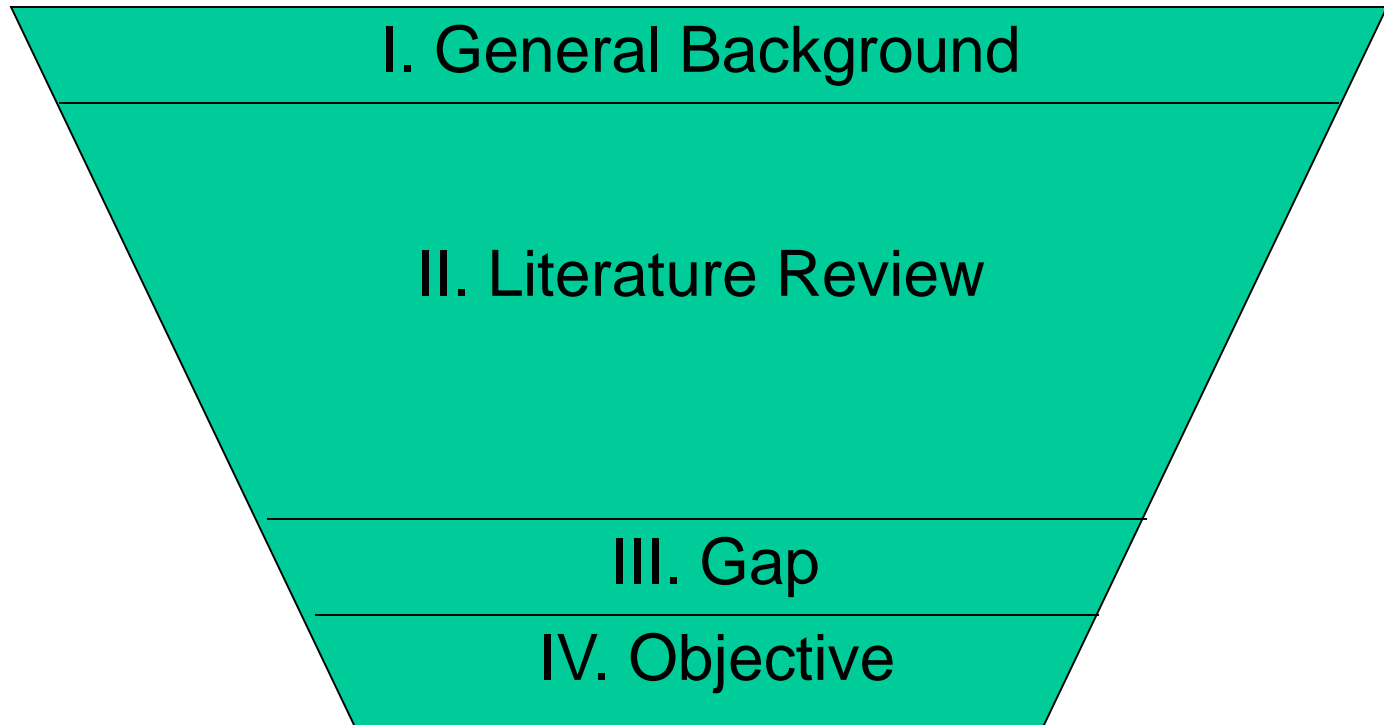 I. General Background
II. Literature Review
III. Gap
IV. Objective